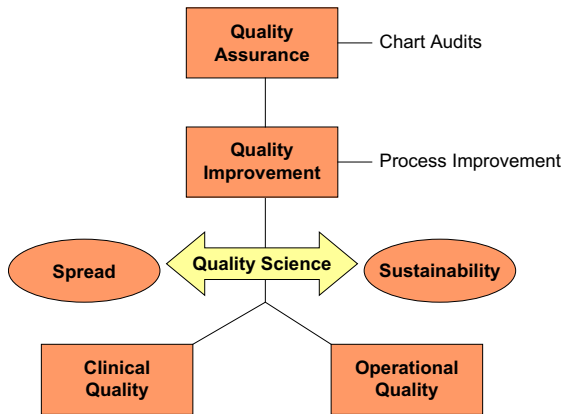 Quality
Assurance
Chart Audits
Quality
Improvement
Process Improvement
Spread
Quality Science
Sustainability
Clinical
Quality
Operational
Quality